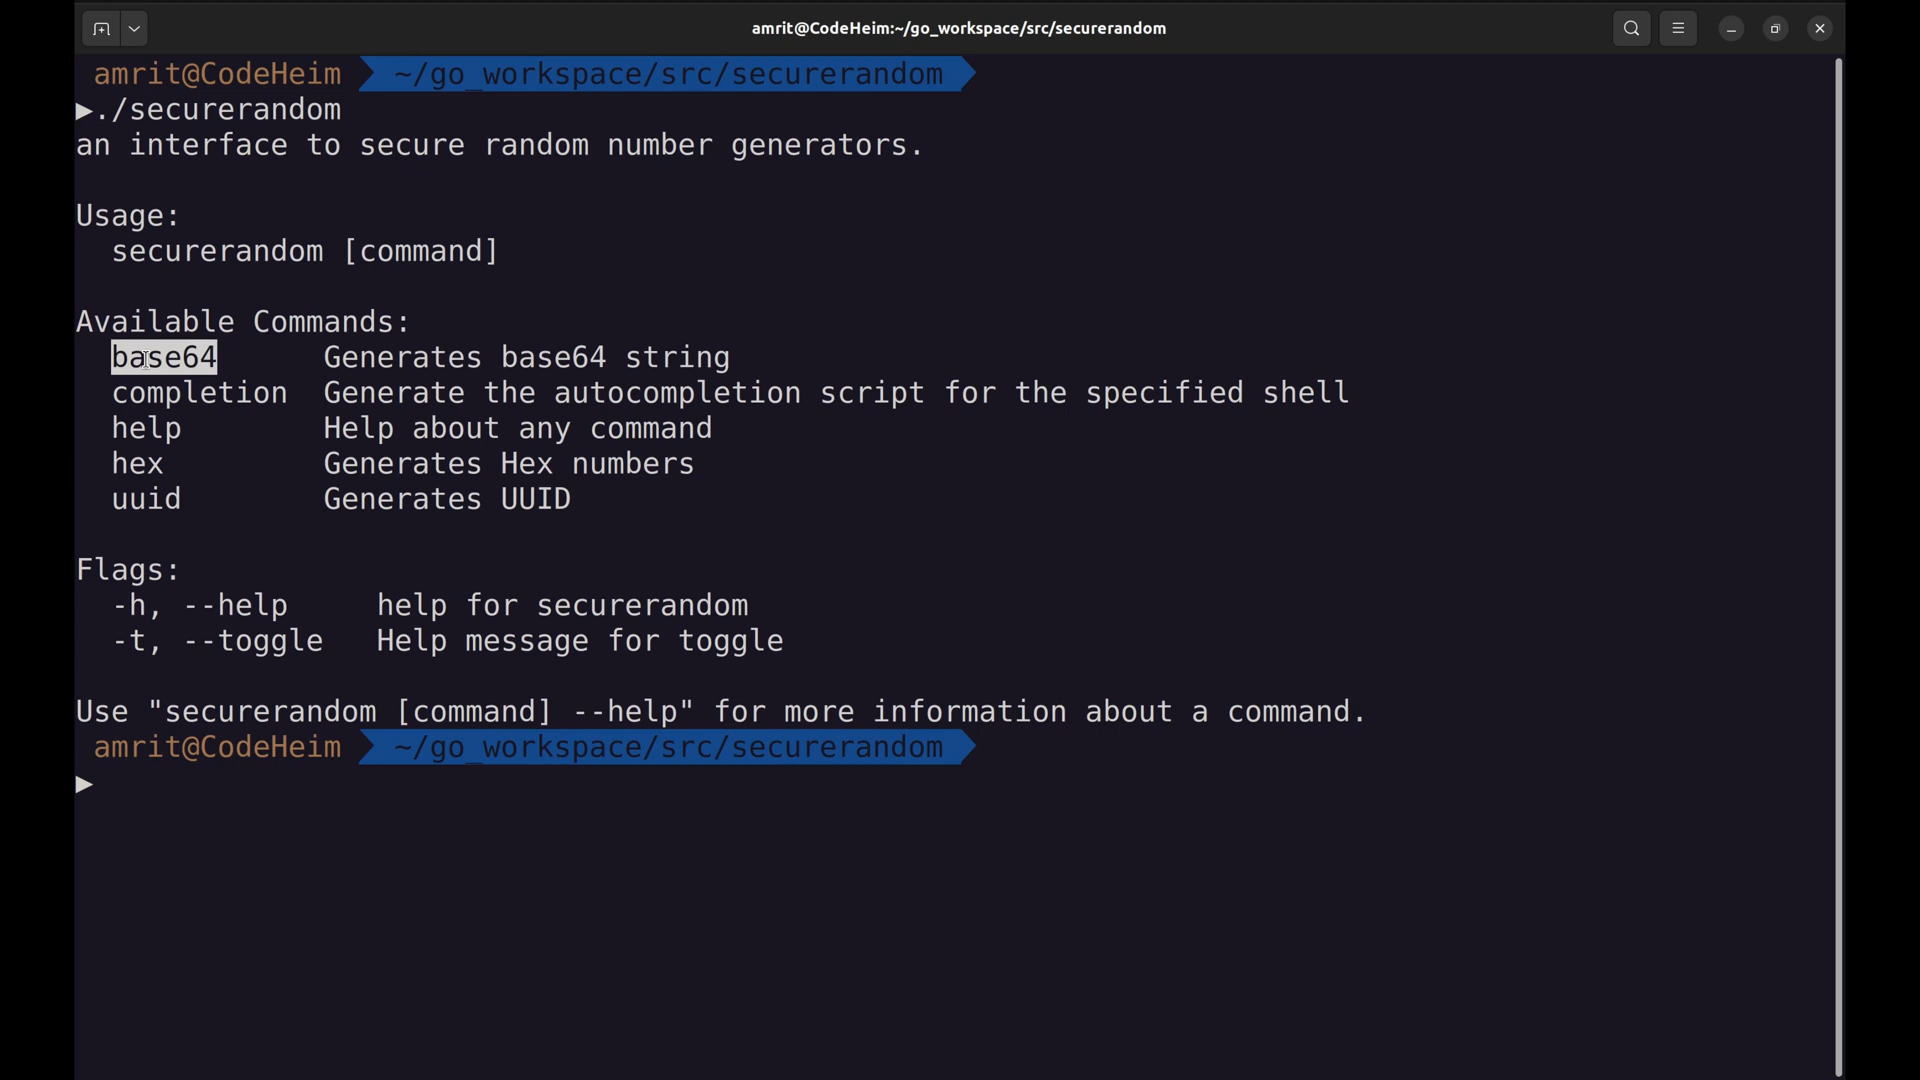 amrit@CodeHeim:~/go_workspace/src/securerandom
amrit@CodeHeim ~/go_workspace/src/securerandom
▶./securerandom
an interface to secure random number generators.
Usage:
securerandom [command]
Available Commands:
base64 Generates base64 string
completion Generate the autocompletion script for the specified shell
help Help about any command
hex Generates Hex numbers
uuid Generates UUID
Flags:
-h, --help help for securerandom
-t, --toggle Help message for toggle
Use "securerandom [command] --help" for more information about a command.
amrit@CodeHeim ~/go_workspace/src/securerandom
▶